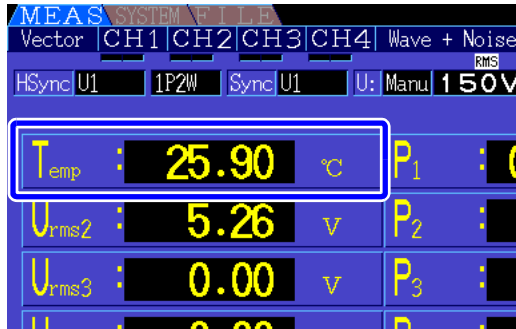 MEAS SYSTEM FILE
Vector CH1 CH2 CH3 CH4 Wave + Noise
RMS
HSync U1 1P2W Sync U1 U: Manu 150V
Temp : 25.90 °C P1 :
Urms2 : 5.26 V P2 :
Urms3 : 0.00 V P3 :